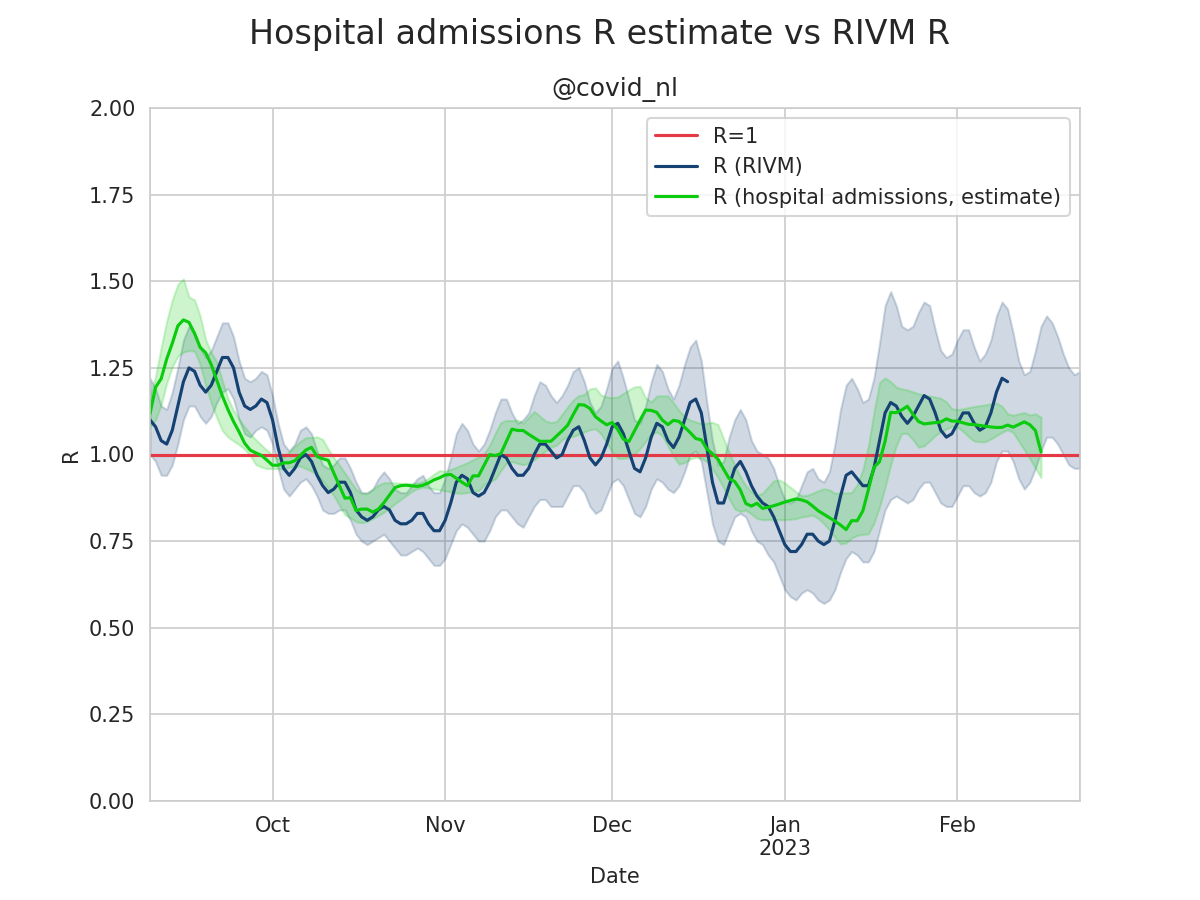 Hospital admissions R estimate vs RIVM R
@covid_nl
R=1
R (RIVM)
R (hospital admissions, estimate)
2.00
1.75
1.50
1.25
1.00
0.75
0.50
0.25
0.00
R
Oct Nov Dec Jan Feb
2023
Date